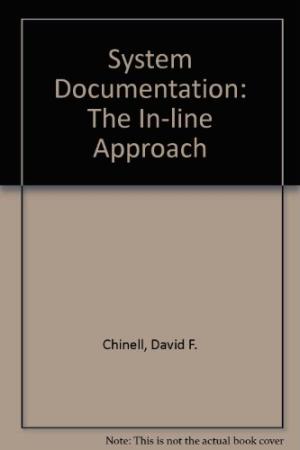 System
Documentation:
The In-line
Approach
Chinell, David F.
Note: This is not the actual book cover